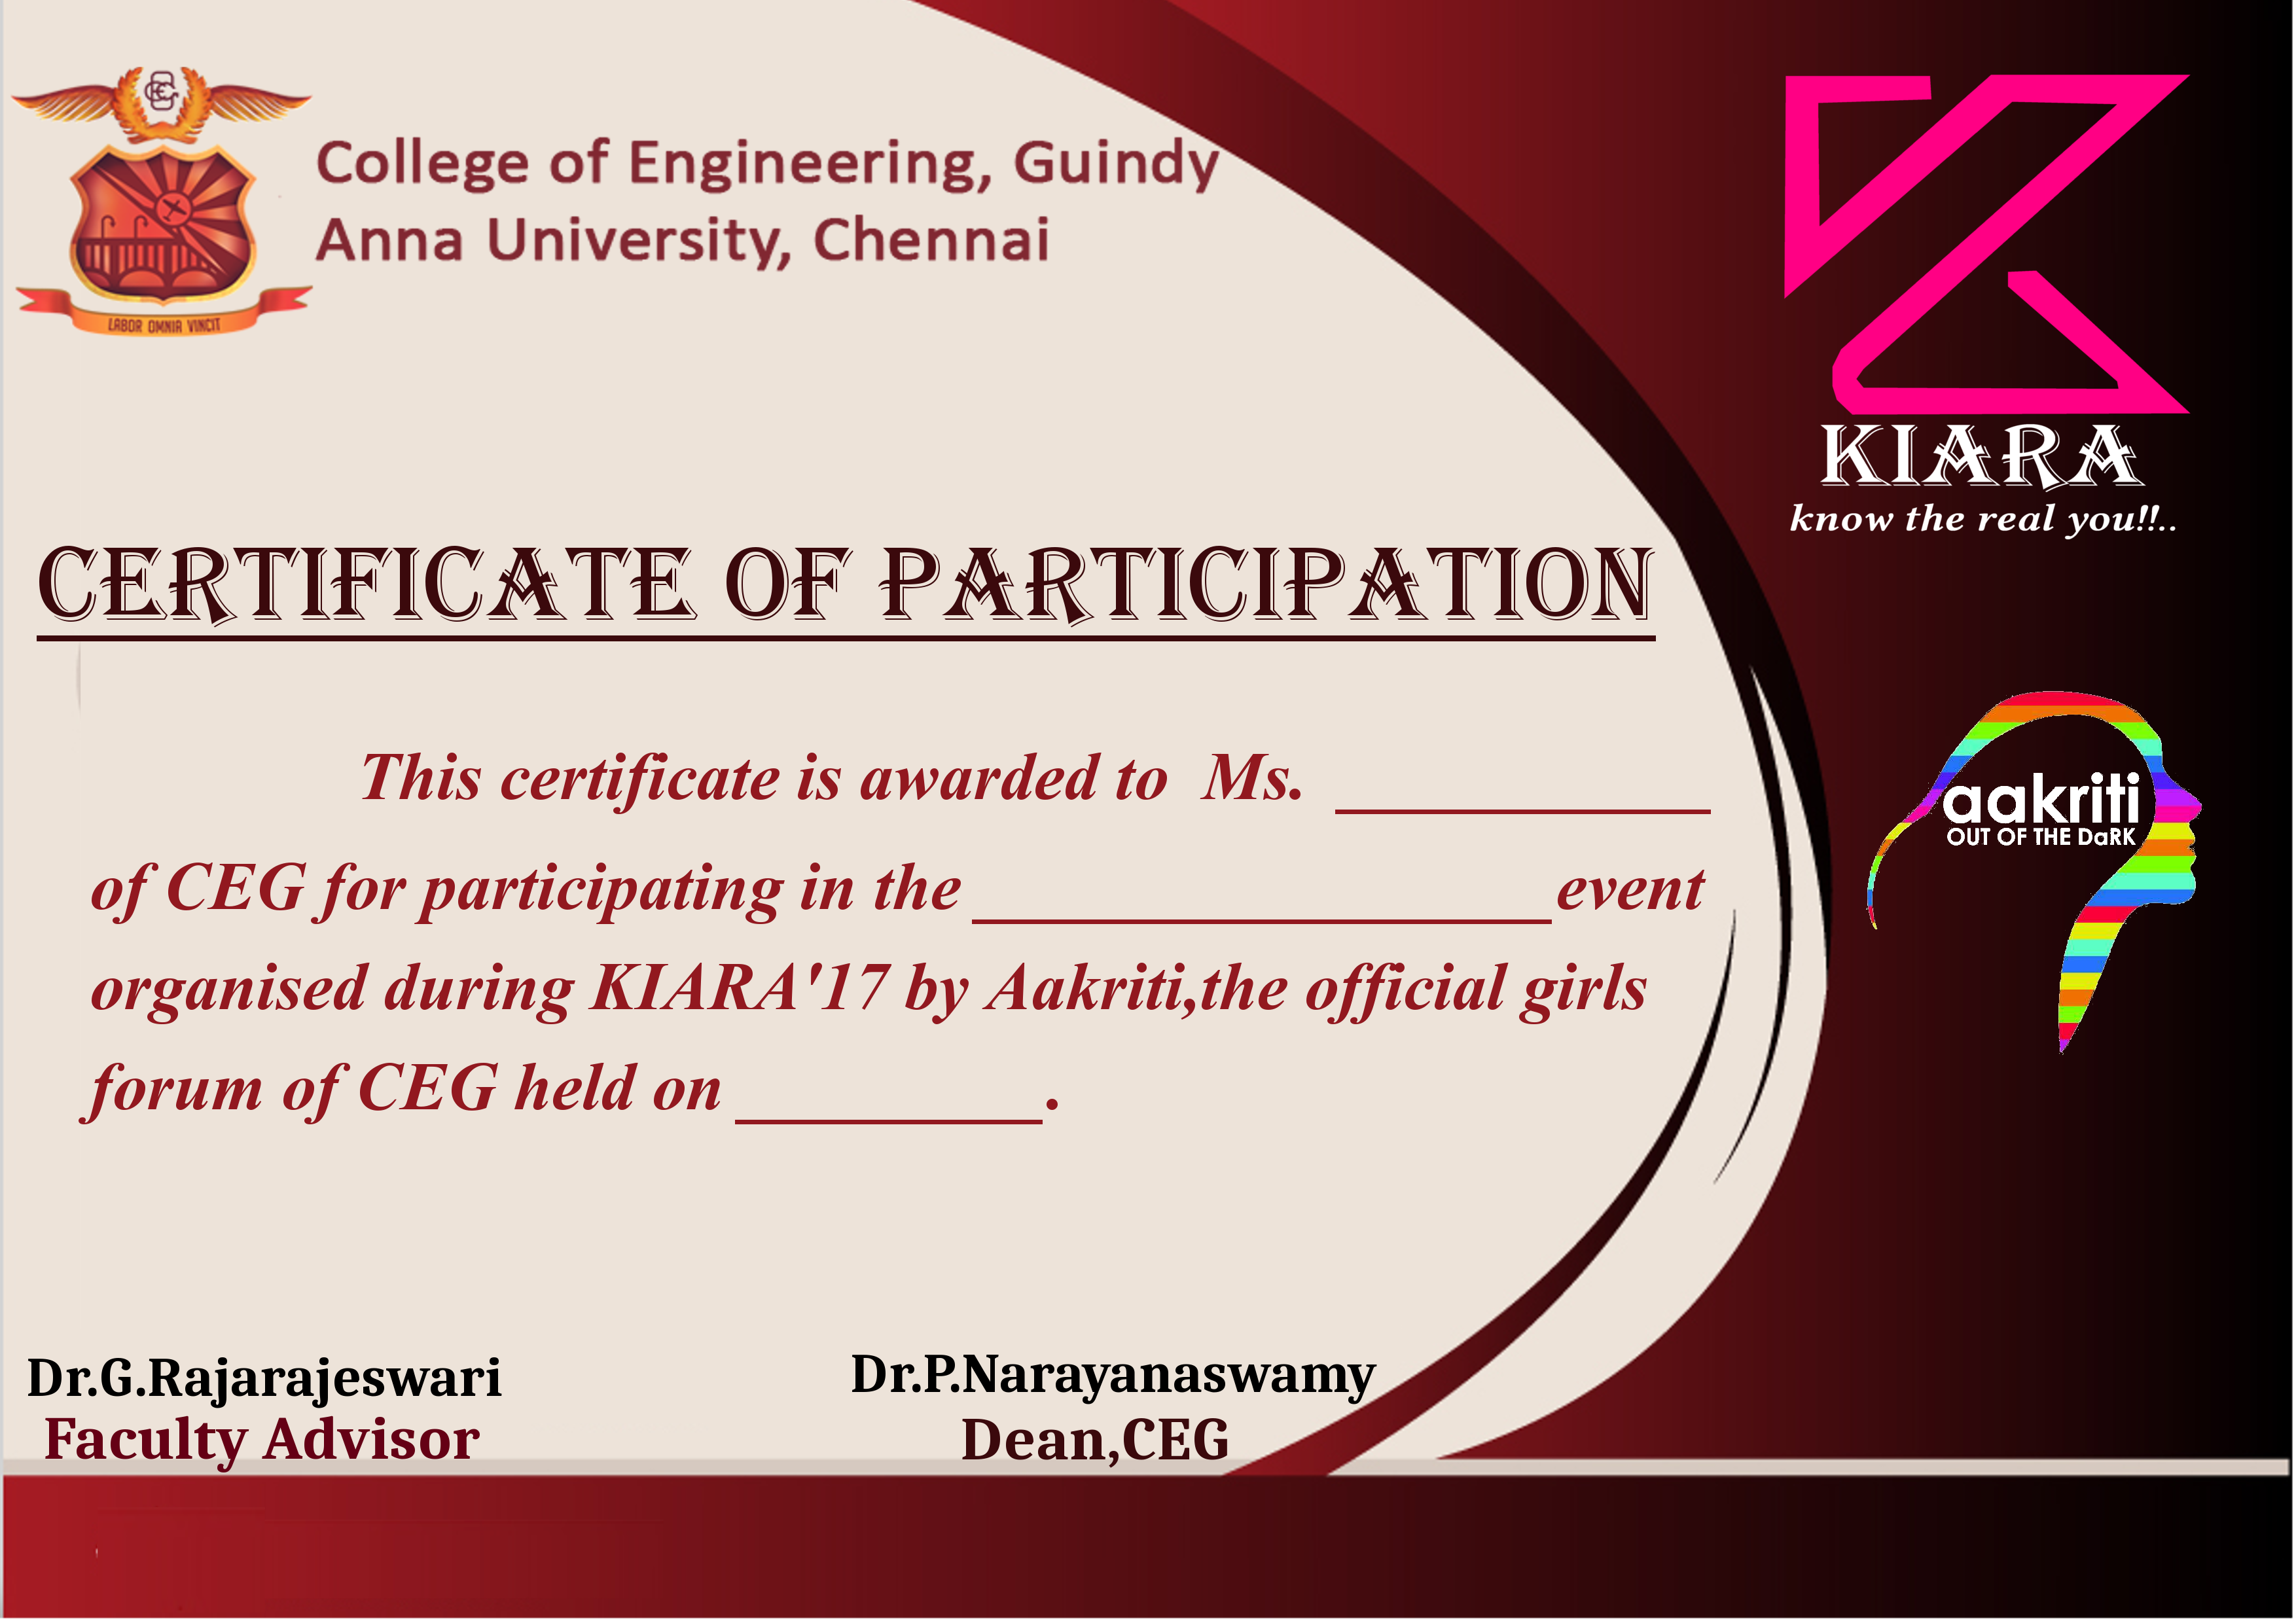 CEG
College of Engineering, Guindy
Anna University, Chennai
LABOR OMNIA VINCIT
KIARA
know the real you!!..
CERTIFICATE OF PARTICIPATION
aakriti
OUT OF THE DaRK
This certificate is awarded to Ms. ____________
of CEG for participating in the ____________________ event
organised during KIARA'17 by Aakriti,the official girls
forum of CEG held on __________.
Dr.G.Rajarajeswari
Faculty Advisor
Dr.P.Narayanaswamy
Dean,CEG